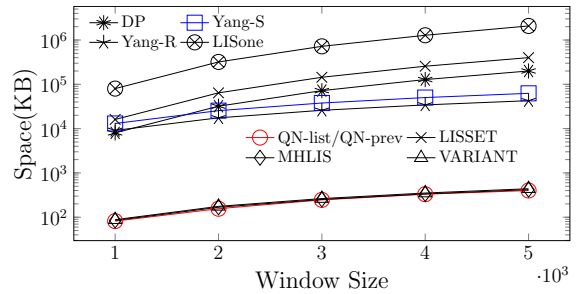 DP Yang-S
Yang-R LISone
QN-list/QN-prev LISSET
MHLIS VARIANT
Space(KB)
10^6
10^5
10^4
10^3
10^2
1 2 3 4 5
·10^3
Window Size